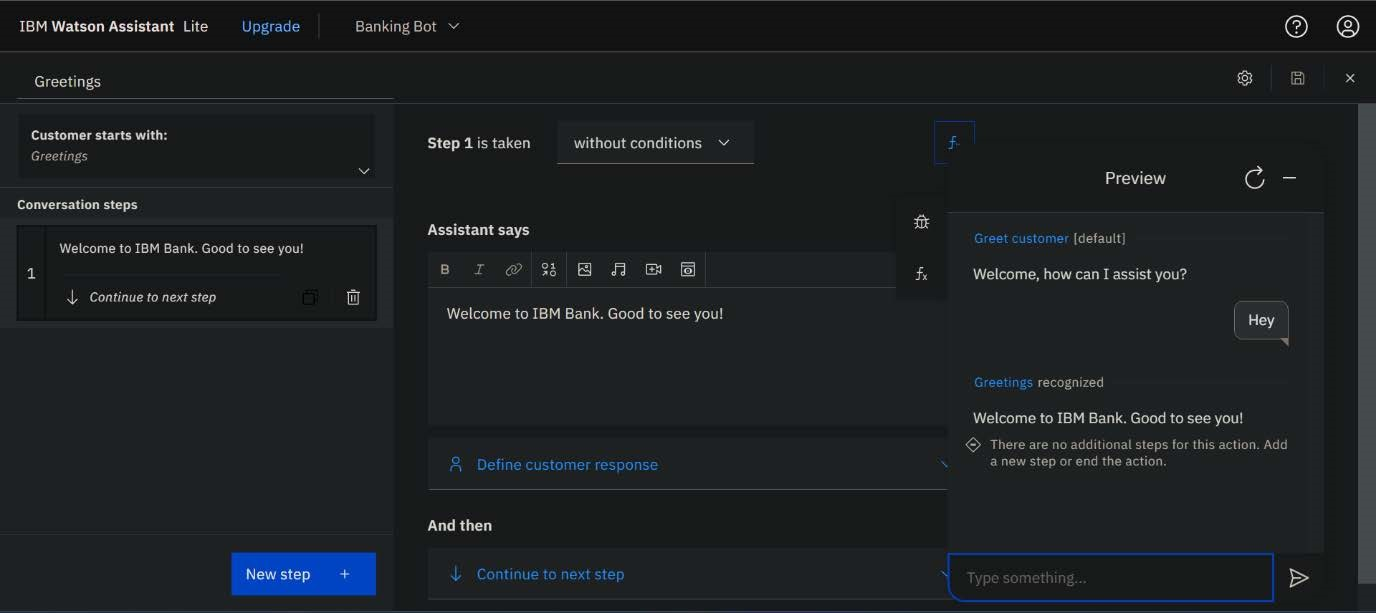 IBM Watson Assistant Lite Upgrade Banking Bot
Greetings
Customer starts with:
Greetings
Conversation steps
1
Welcome to IBM Bank. Good to see you!
Continue to next step
New step +
Step 1 is taken without conditions
Assistant says
B I
Welcome to IBM Bank. Good to see you!
Define customer response
And then
Continue to next step
fx
Preview
Greet customer [default]
Welcome, how can I assist you?
Hey
Greetings recognized
Welcome to IBM Bank. Good to see you!
There are no additional steps for this action. Add
a new step or end the action.
Type something...